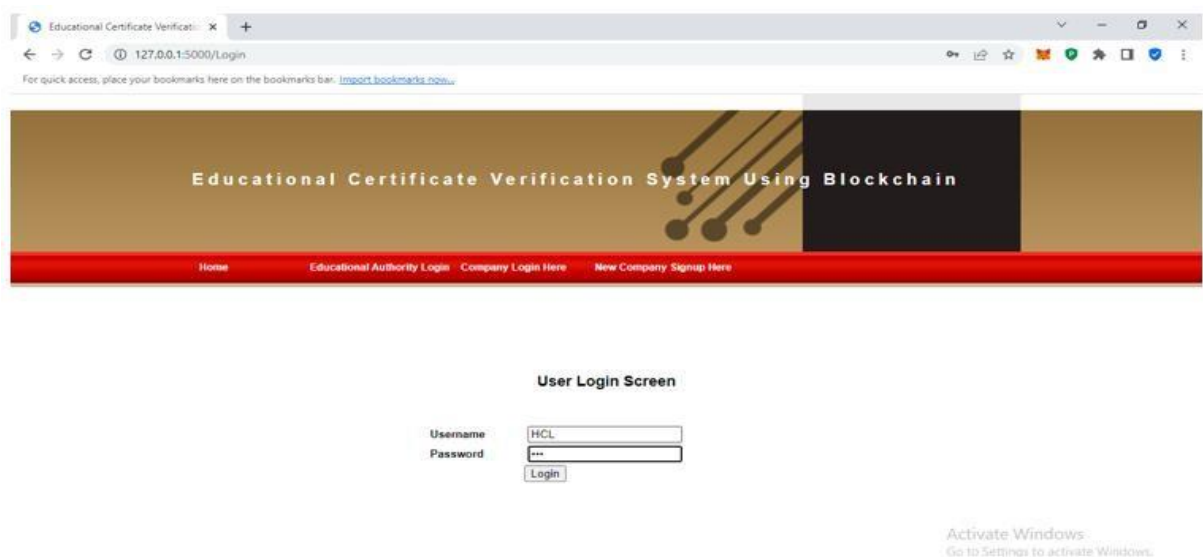 Educational Certificate Verificati
127.0.0.1:5000/Login
For quick access, place your bookmarks here on the bookmarks bar. Import bookmarks now...
Educational Certificate Verification System Using Blockchain
Home Educational Authority Login Company Login Here New Company Signup Here
User Login Screen
Username HCL
Password •••
Login
Activate Windows
Go to Settings to activate Windows.